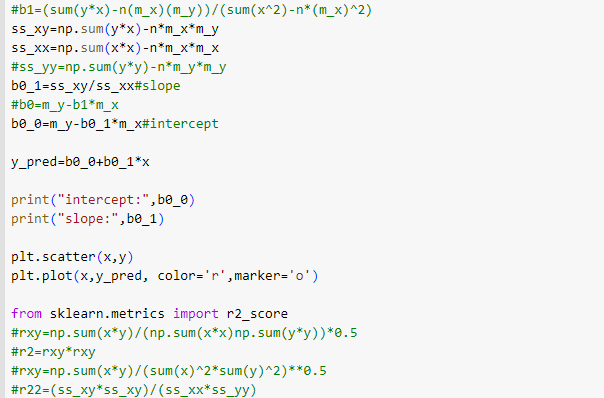 #b1=(sum(y*x)-n(m_x)(m_y))/(sum(x^2)-n*(m_x)^2)
ss_xy=np.sum(y*x)-n*m_x*m_y
ss_xx=np.sum(x*x)-n*m_x*m_x
#ss_yy=np.sum(y*y)-n*m_y*m_y
b0_1=ss_xy/ss_xx#slope
#b0=m_y-b1*m_x
b0_0=m_y-b0_1*m_x#intercept
y_pred=b0_0+b0_1*x
print("intercept:",b0_0)
print("slope:",b0_1)
plt.scatter(x,y)
plt.plot(x,y_pred, color='r',marker='o')
from sklearn.metrics import r2_score
#rxy=np.sum(x*y)/(np.sum(x*x)np.sum(y*y))*0.5
#r2=rxy*rxy
#rxy=np.sum(x*y)/(sum(x)^2*sum(y)^2)**0.5
#r22=(ss_xy*ss_xy)/(ss_xx*ss_yy)